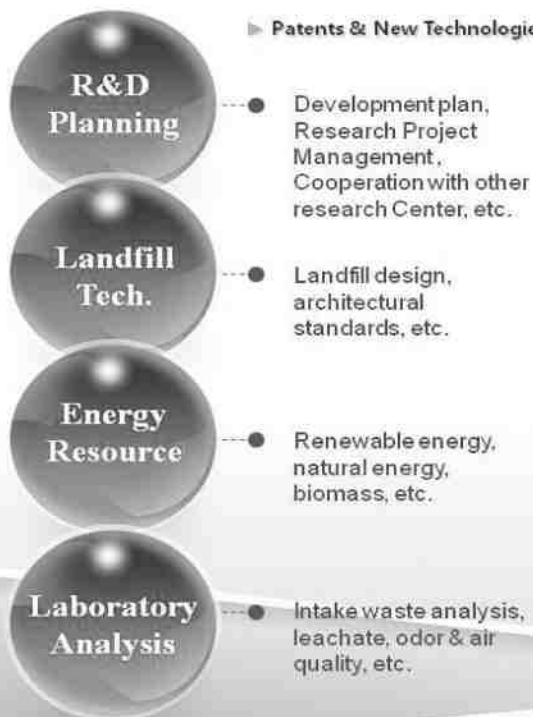 ▶ Patents & New Technologie
R&D
Planning
Development plan,
Research Project
Management,
Cooperation with other
research Center, etc.
Landfill
Tech.
Landfill design,
architectural
standards, etc.
Energy
Resource
Renewable energy,
natural energy,
biomass, etc.
Laboratory
Analysis
Intake waste analysis,
leachate, odor & air
quality, etc.